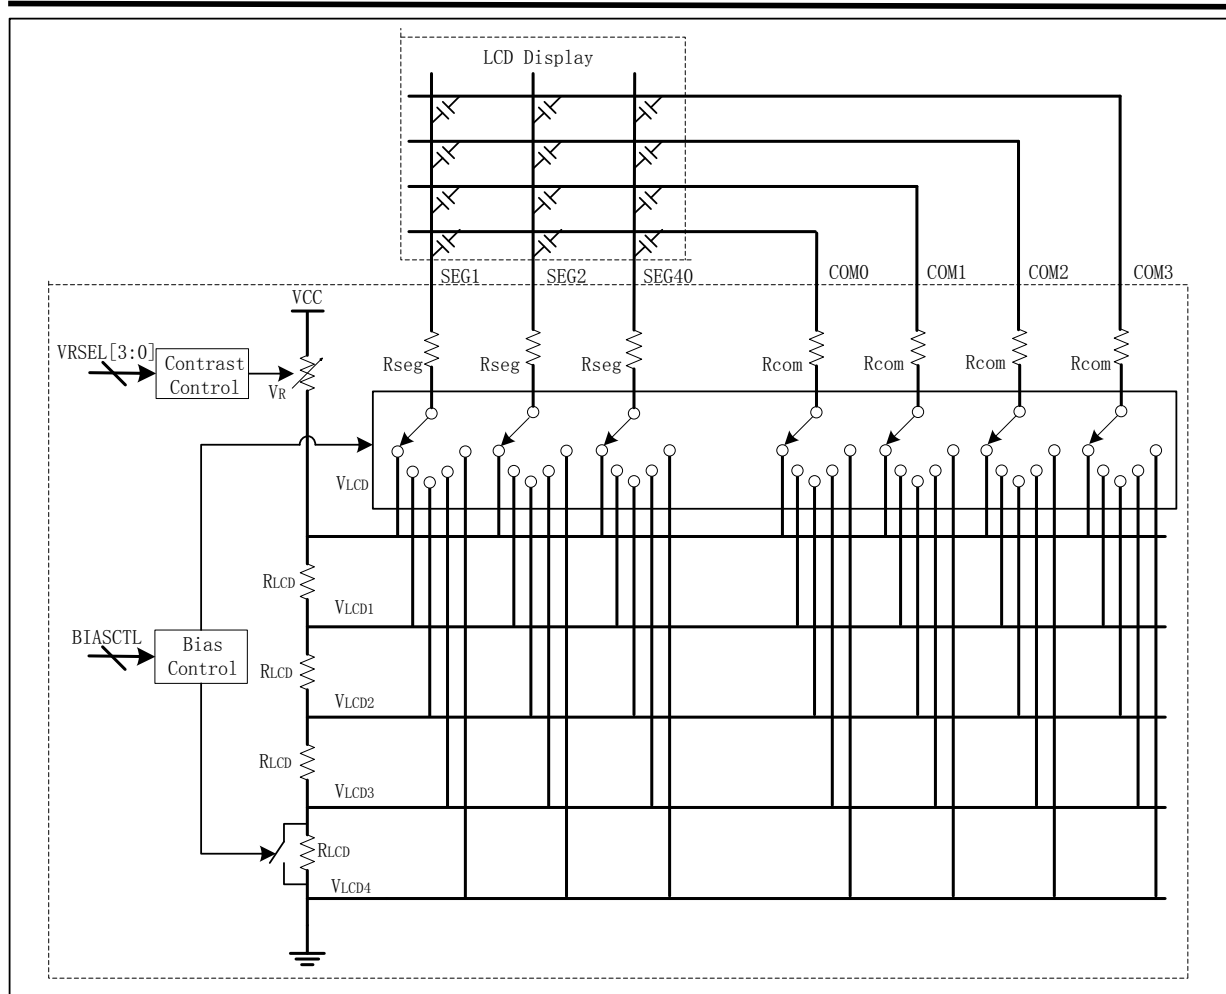 LCD Display
SEG1
SEG2
SEG40
COM0
COM1
COM2
COM3
VCC
VRSEL[3:0]
Contrast
Control
VR
Rseg
Rseg
Rseg
Rcom
Rcom
Rcom
Rcom
VLCD
RLCD
VLCD1
BIASCTL
Bias
Control
RLCD
VLCD2
RLCD
VLCD3
RLCD
VLCD4